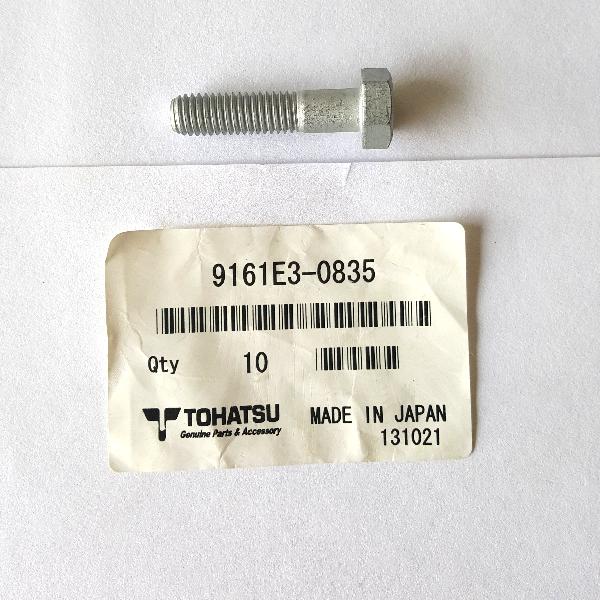 9161E3-0835
Qty 10
TOHATSU MADE IN JAPAN
Genuine Parts & Accessory 131021